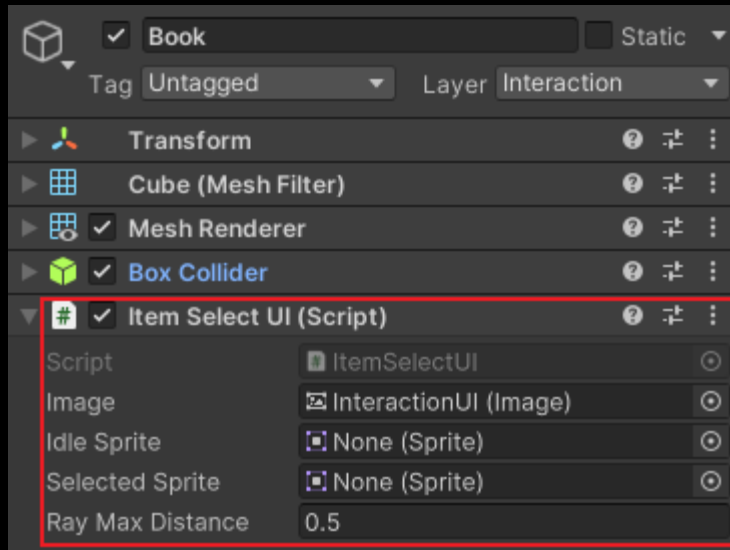 Book Static
Tag Untagged Layer Interaction
Transform
Cube (Mesh Filter)
Mesh Renderer
Box Collider
# Item Select UI (Script)
Script # ItemSelectUI
Image InteractionUI (Image)
Idle Sprite None (Sprite)
Selected Sprite None (Sprite)
Ray Max Distance 0.5